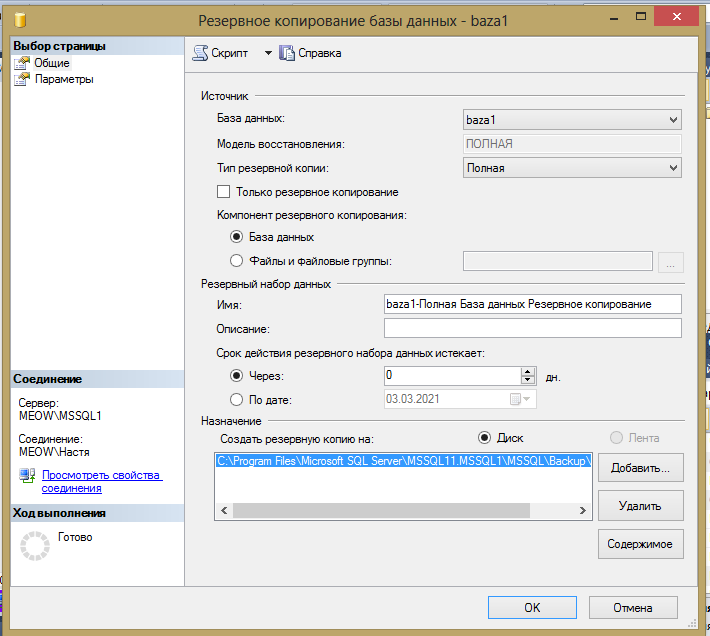 Резервное копирование базы данных - baza1
Выбор страницы
Общие
Параметры
Скрипт
Справка
Источник
База данных:
baza1
Модель восстановления:
ПОЛНАЯ
Тип резервной копии:
Полная
Только резервное копирование
Компонент резервного копирования:
База данных
Файлы и файловые группы:
...
Резервный набор данных
Имя:
baza1-Полная База данных Резервное копирование
Описание:
Срок действия резервного набора данных истекает:
Через:
0
дн.
По дате:
03.03.2021
Назначение
Создать резервную копию на:
Диск
Лента
C:\Program Files\Microsoft SQL Server\MSSQL11.MSSQL1\MSSQL\Backup\
Добавить...
Удалить
Содержимое
Соединение
Сервер:
MEOW\MSSQL1
Соединение:
MEOW\Настя
Просмотреть свойства
соединения
Ход выполнения
Готово
OK
Отмена